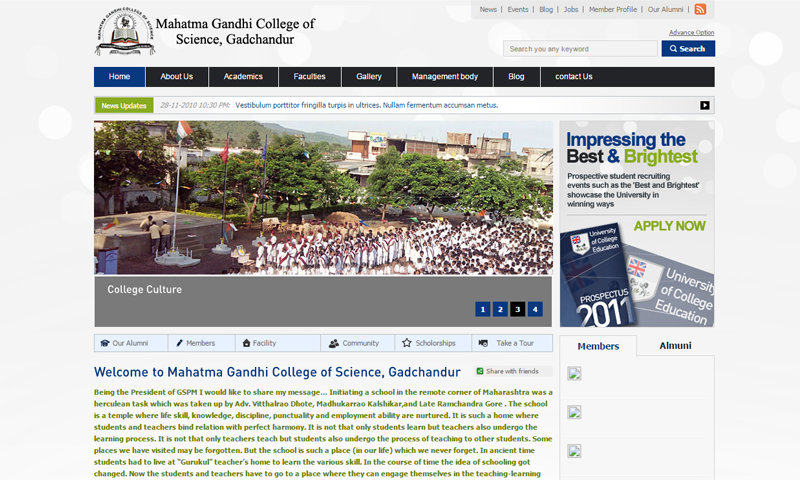 News | Events | Blog | Jobs | Member Profile | Our Alumni |
MAHATMA GANDHI COLLEGE OF SCIENCE
Mahatma Gandhi College of
Science, Gadchandur
Advance Option
Search you any keyword
Search
Home
About Us
Academics
Faculties
Gallery
Management body
Blog
contact Us
News Updates
28-11-2010 10:30 PM: Vestibulum porttitor fringilla turpis in ultrices. Nullam fermentum accumsan metus.
College Culture
1 2 3 4
Impressing the
Best & Brightest
Prospective student recruiting
events such as the 'Best and Brightest'
showcase the University in
winning ways
APPLY NOW
University
of College
Education
PROSPECTUS
2011
University
of College
Education
Our Alumni
Members
Facility
Community
Scholorships
Take a Tour
Members
Almuni
Welcome to Mahatma Gandhi College of Science, Gadchandur
Share with friends
Being the President of GSPM I would like to share my message... Initiating a school in the remote corner of Maharastra was a
herculean task which was taken up by Adv. Vitthalrao Dhote, Madhukarrao Kalshikar,and Late Ramchandra Gore . The school
is a temple where life skill, knowledge, discipline, punctuality and employment ability are nurtured. It is such a home where
students and teachers bind relation with perfect harmony. It is not that only students learn but teachers also undergo the
learning process. It is not that only teachers teach but students also undergo the process of teaching to other students. Some
places we have visited may be forgotten. But the school is such a place (in our life) which we never forget. In ancient time
students had to live at "Gurukul" teacher's home to learn the various skill. In the course of time the idea of schooling got
changed. Now the students and teachers have to go to a place where they can engage themselves in the teaching-learning